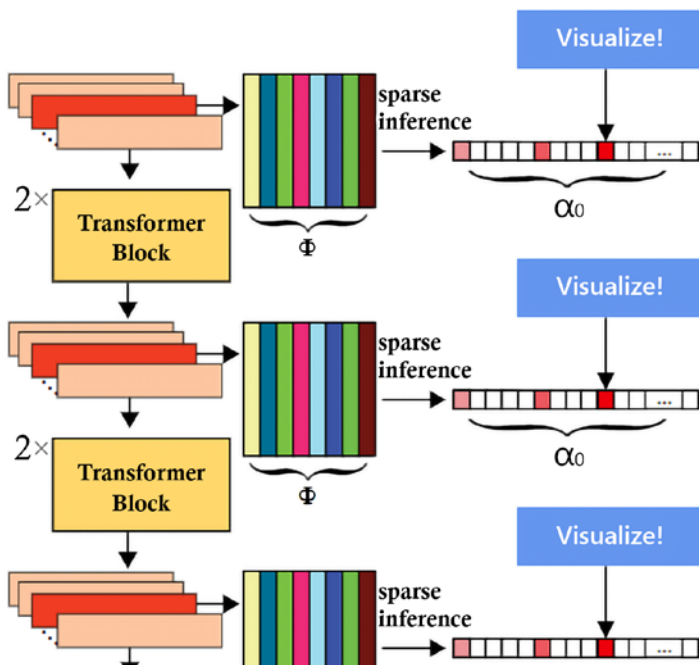 Visualize!
sparse
inference
...
2×
Transformer
Block
Φ
α0
Visualize!
sparse
inference
...
2×
Transformer
Block
Φ
α0
Visualize!
sparse
inference
...